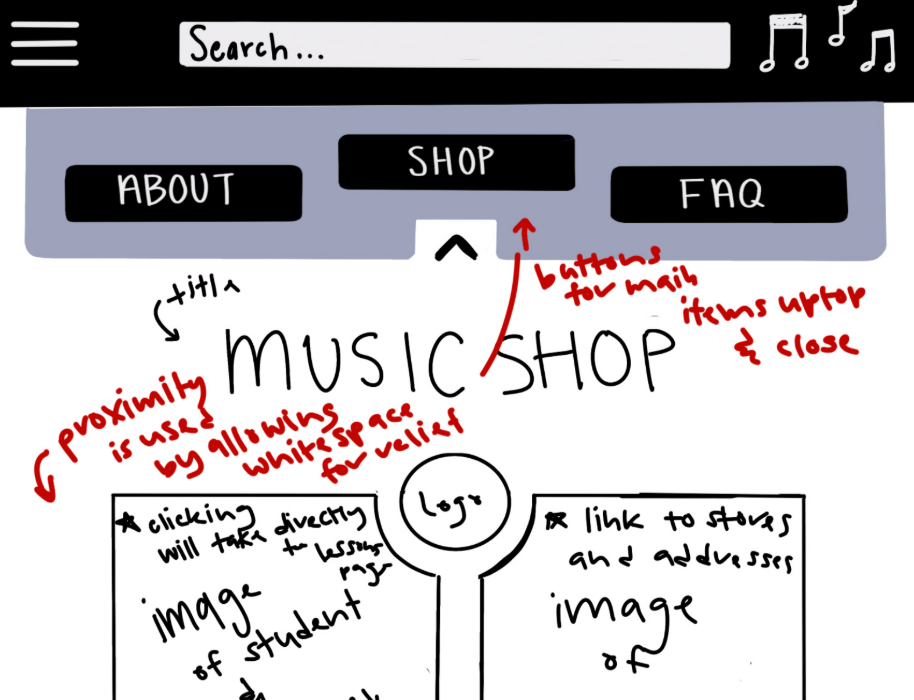 Search...
ABOUT
SHOP
FAQ
buttons
for main
items up top
& close
title
MUSIC SHOP
proximity
is used
by allowing
whitespace
for relief
Logo
* clicking
will take directly
to lessons
page
image
of student
* link to stores
and addresses
image
of